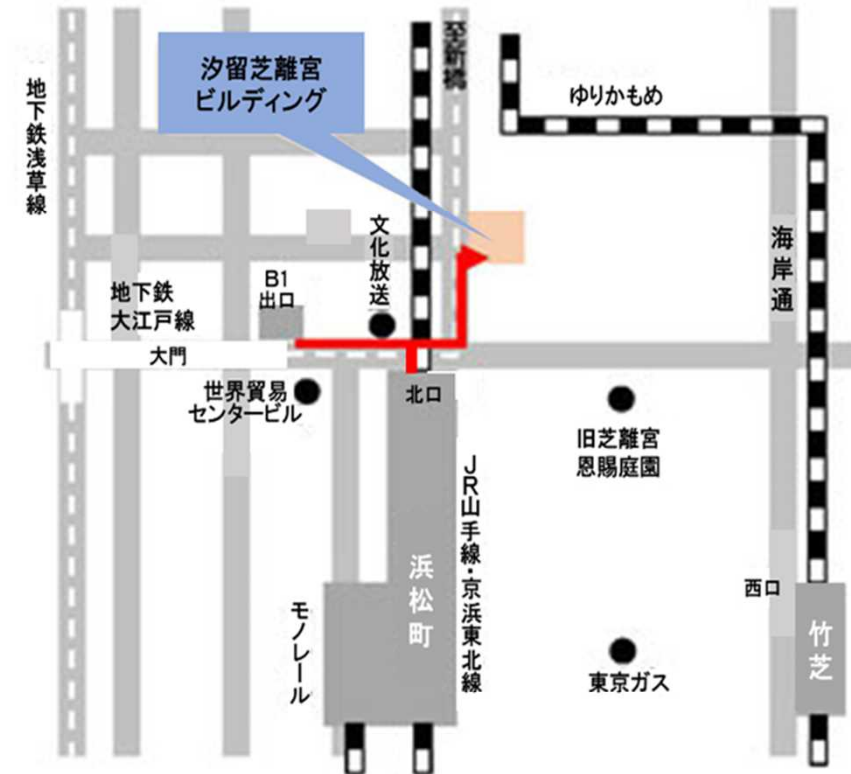 汐留芝離宮
ビルディング
至新橋
ゆりかもめ
地下鉄浅草線
文化放送
海岸通
B1
出口
地下鉄
大江戸線
大門
世界貿易
センタービル
北口
旧芝離宮
恩賜庭園
JR山手線・京浜東北線
浜松町
モノレール
西口
竹芝
東京ガス